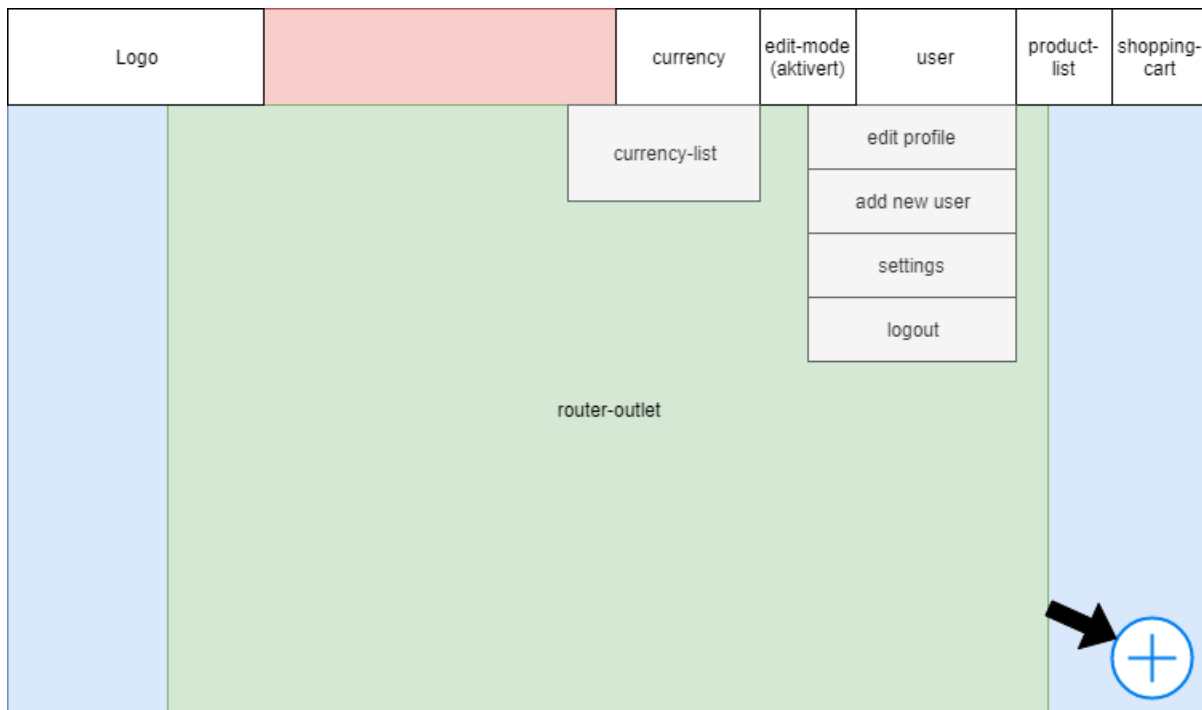 Logo
currency
edit-mode
(aktivert)
user
product-
list
shopping-
cart
currency-list
edit profile
add new user
settings
logout
router-outlet